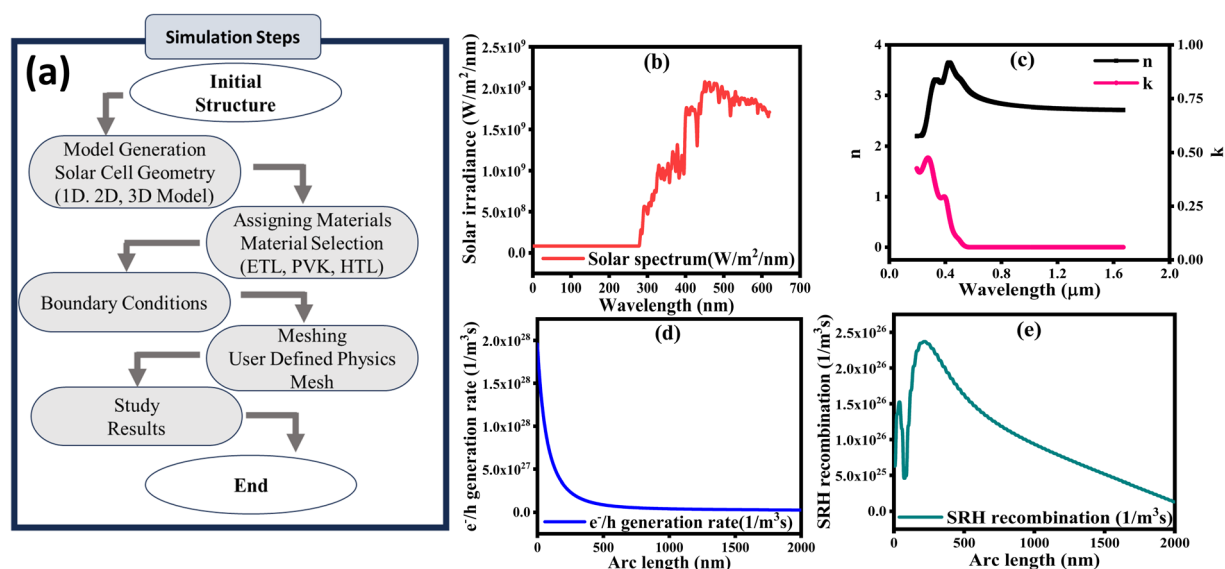 Simulation Steps
(a)
Initial
Structure
Model Generation
Solar Cell Geometry
(1D. 2D, 3D Model)
Assigning Materials
Material Selection
(ETL, PVK, HTL)
Boundary Conditions
Meshing
User Defined Physics
Mesh
Study
Results
End
(b)
Solar irradiance (W/m²/nm)
2.5x10⁹
2.0x10⁹
1.5x10⁹
1.0x10⁹
5.0x10⁸
0.0
Solar spectrum(W/m²/nm)
0 100 200 300 400 500 600 700
Wavelength (nm)
(c)
n
k
n
4
3
2
1
0
k
1.00
0.75
0.50
0.25
0.00
0.0 0.4 0.8 1.2 1.6 2.0
Wavelength (μm)
(d)
e⁻/h generation rate (1/m³s)
2.0x10²⁸
1.5x10²⁸
1.0x10²⁸
5.0x10²⁷
0.0
e⁻/h generation rate(1/m³s)
0 500 1000 1500 2000
Arc length (nm)
(e)
SRH recombination (1/m³s)
2.5x10²⁶
2.0x10²⁶
1.5x10²⁶
1.0x10²⁶
5.0x10²⁵
0.0
SRH recombination (1/m³s)
0 500 1000 1500 2000
Arc length (nm)